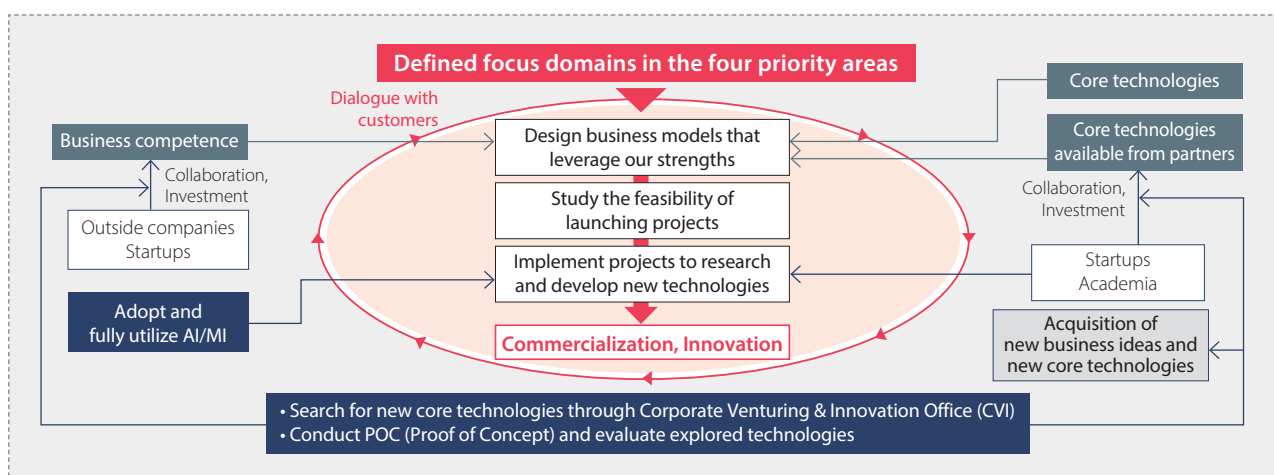 Defined focus domains in the four priority areas
Dialogue with
customers
Business competence
Collaboration,
Investment
Outside companies
Startups
Adopt and
fully utilize AI/MI
Design business models that
leverage our strengths
Study the feasibility of
launching projects
Implement projects to research
and develop new technologies
Commercialization, Innovation
Core technologies
Core technologies
available from partners
Collaboration,
Investment
Startups
Academia
Acquisition of
new business ideas and
new core technologies
• Search for new core technologies through Corporate Venturing & Innovation Office (CVI)
• Conduct POC (Proof of Concept) and evaluate explored technologies